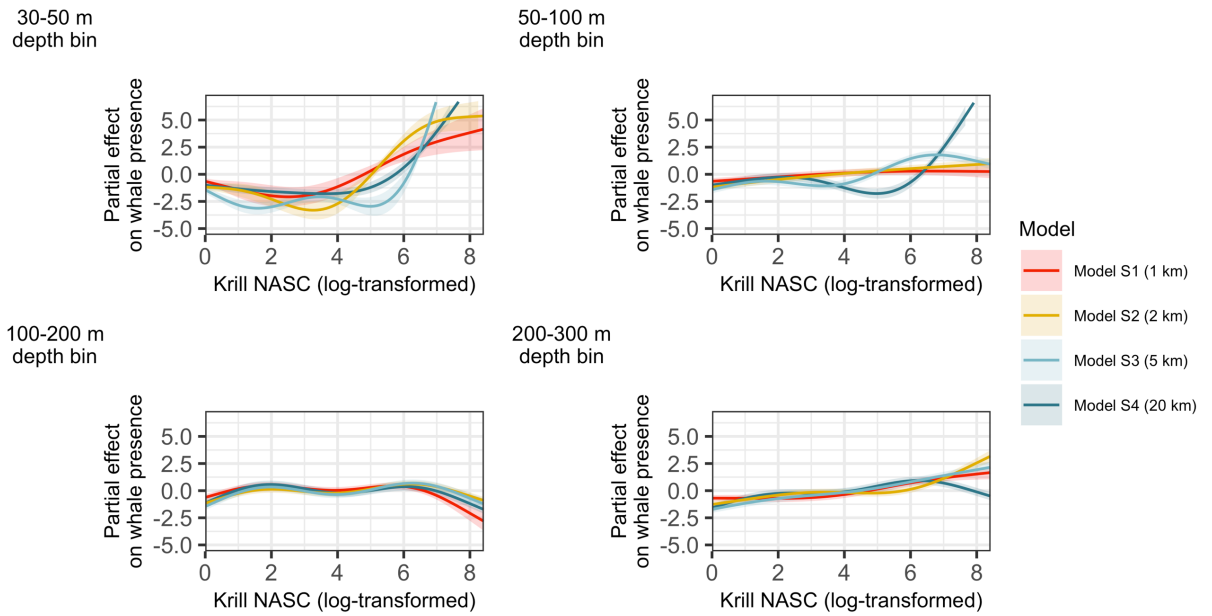 30-50 m
depth bin
Partial effect
on whale presence
5.0
2.5
0.0
-2.5
-5.0
0 2 4 6 8
Krill NASC (log-transformed)
50-100 m
depth bin
Partial effect
on whale presence
5.0
2.5
0.0
-2.5
-5.0
0 2 4 6 8
Krill NASC (log-transformed)
100-200 m
depth bin
Partial effect
on whale presence
5.0
2.5
0.0
-2.5
-5.0
0 2 4 6 8
Krill NASC (log-transformed)
200-300 m
depth bin
Partial effect
on whale presence
5.0
2.5
0.0
-2.5
-5.0
0 2 4 6 8
Krill NASC (log-transformed)
Model
Model S1 (1 km)
Model S2 (2 km)
Model S3 (5 km)
Model S4 (20 km)